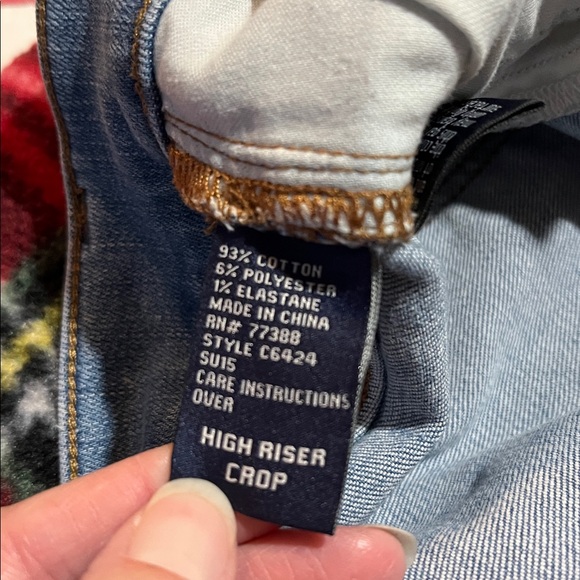 93% COTTON
6% POLYESTER
1% ELASTANE
MADE IN CHINA
RN# 77388
STYLE C6424
SU15
CARE INSTRUCTIONS
OVER
HIGH RISER
CROP